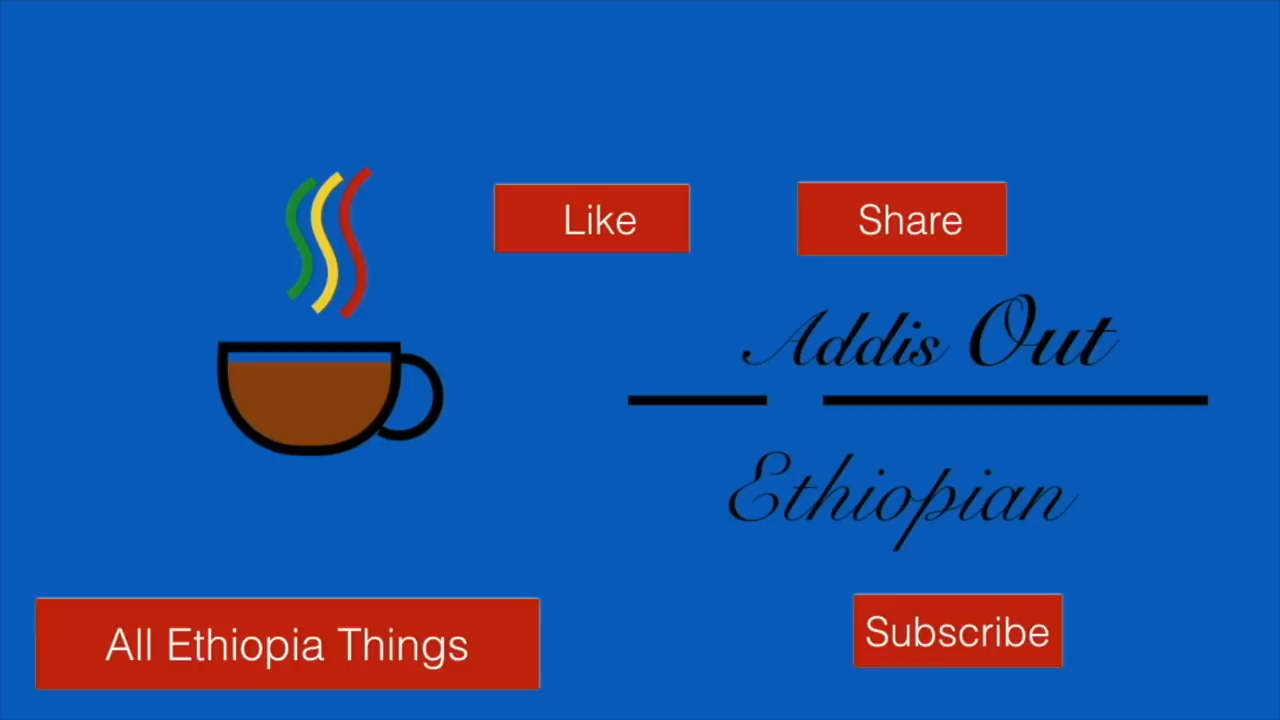 Like
Share
Addis Out
Ethiopian
All Ethiopia Things
Subscribe